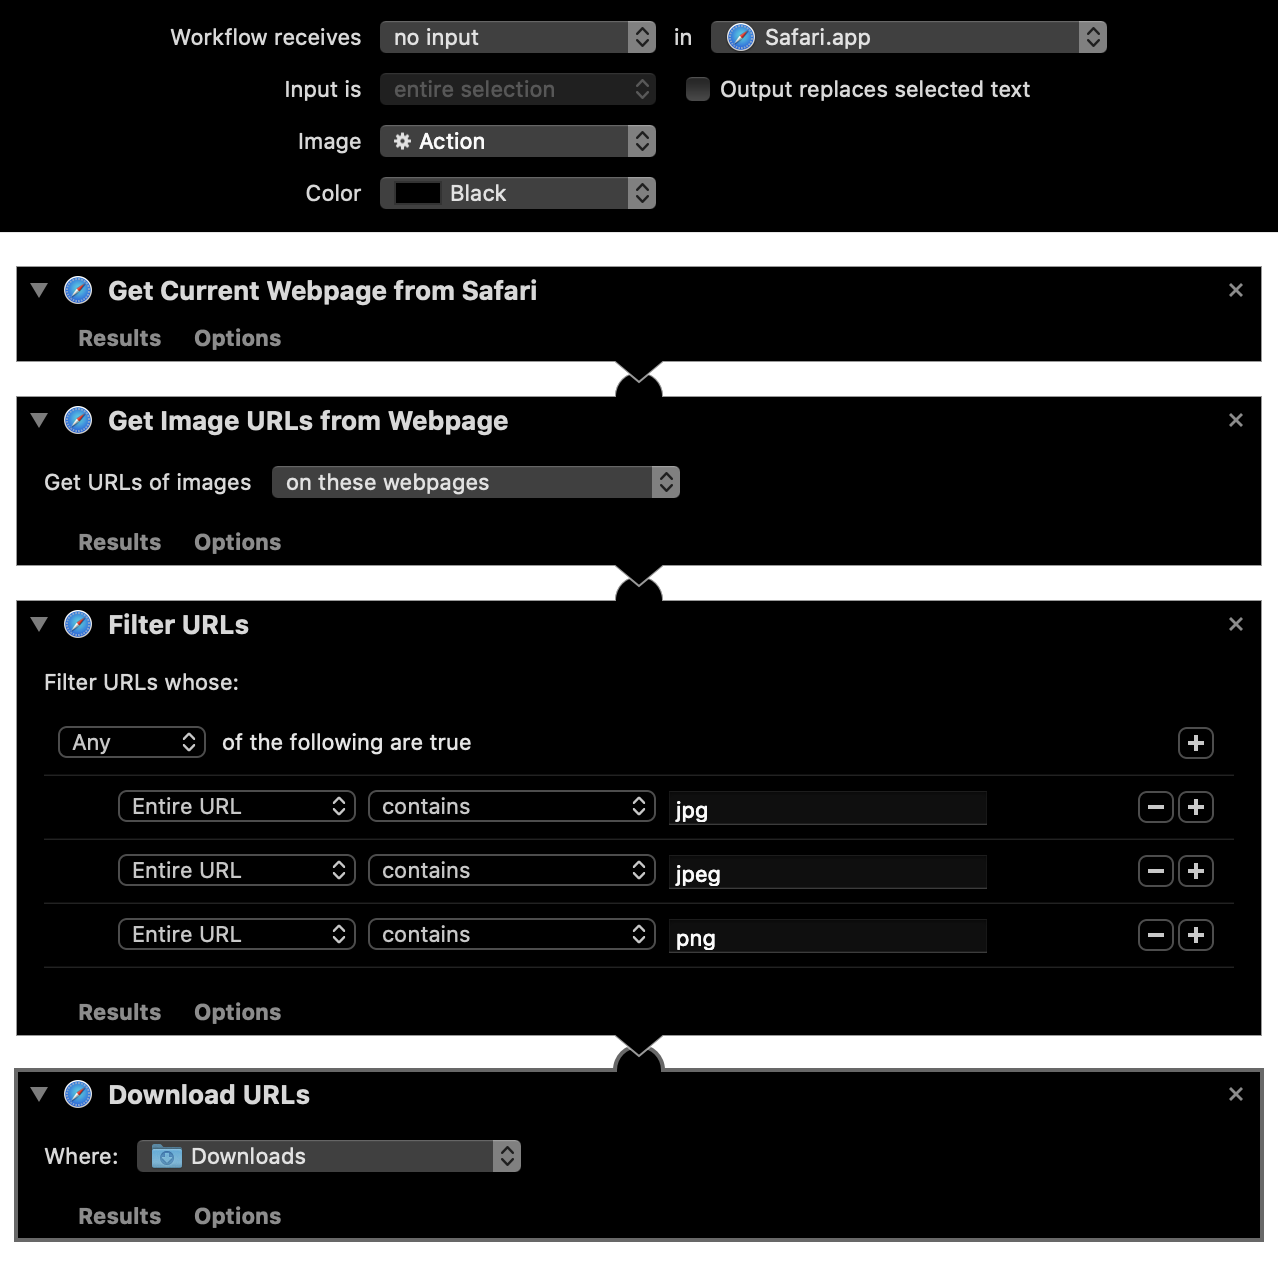 Workflow receives no input in Safari.app
Input is entire selection Output replaces selected text
Image Action
Color Black
Get Current Webpage from Safari
Results Options
Get Image URLs from Webpage
Get URLs of images on these webpages
Results Options
Filter URLs
Filter URLs whose:
Any of the following are true
Entire URL contains jpg
Entire URL contains jpeg
Entire URL contains png
Results Options
Download URLs
Where: Downloads
Results Options